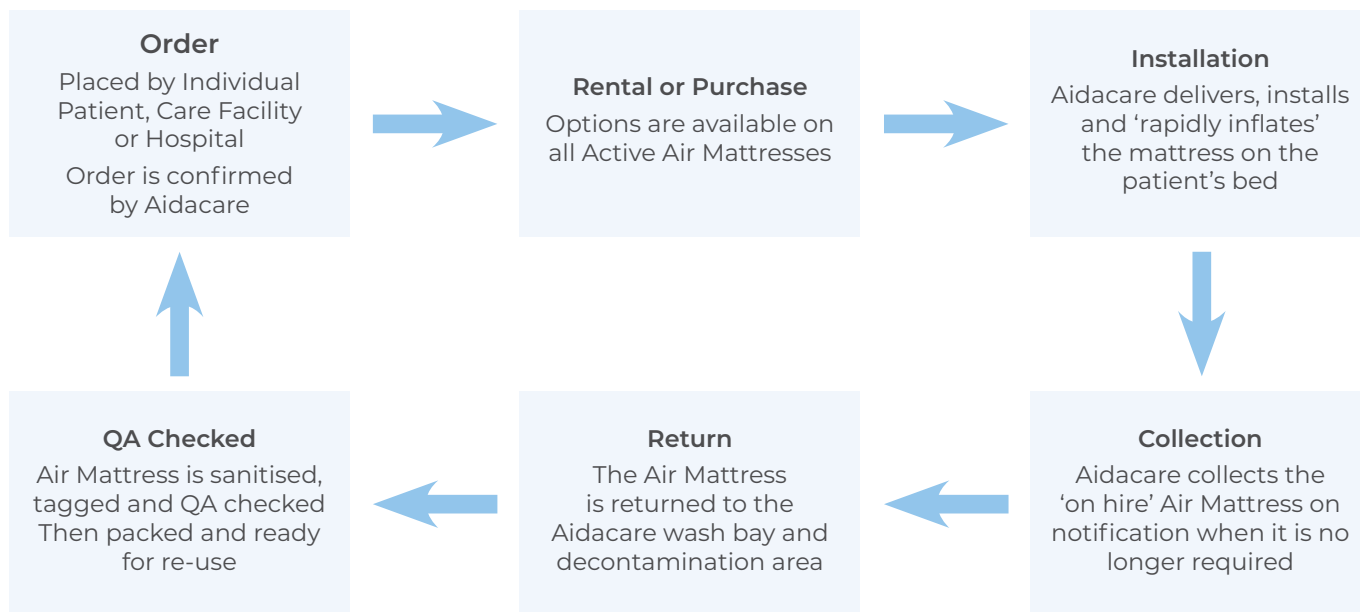 Order
Placed by Individual
Patient, Care Facility
or Hospital
Order is confirmed
by Aidacare
Rental or Purchase
Options are available on
all Active Air Mattresses
Installation
Aidacare delivers, installs
and ‘rapidly inflates’
the mattress on the
patient’s bed
Collection
Aidacare collects the
‘on hire’ Air Mattress on
notification when it is no
longer required
Return
The Air Mattress
is returned to the
Aidacare wash bay and
decontamination area
QA Checked
Air Mattress is sanitised,
tagged and QA checked
Then packed and ready
for re-use